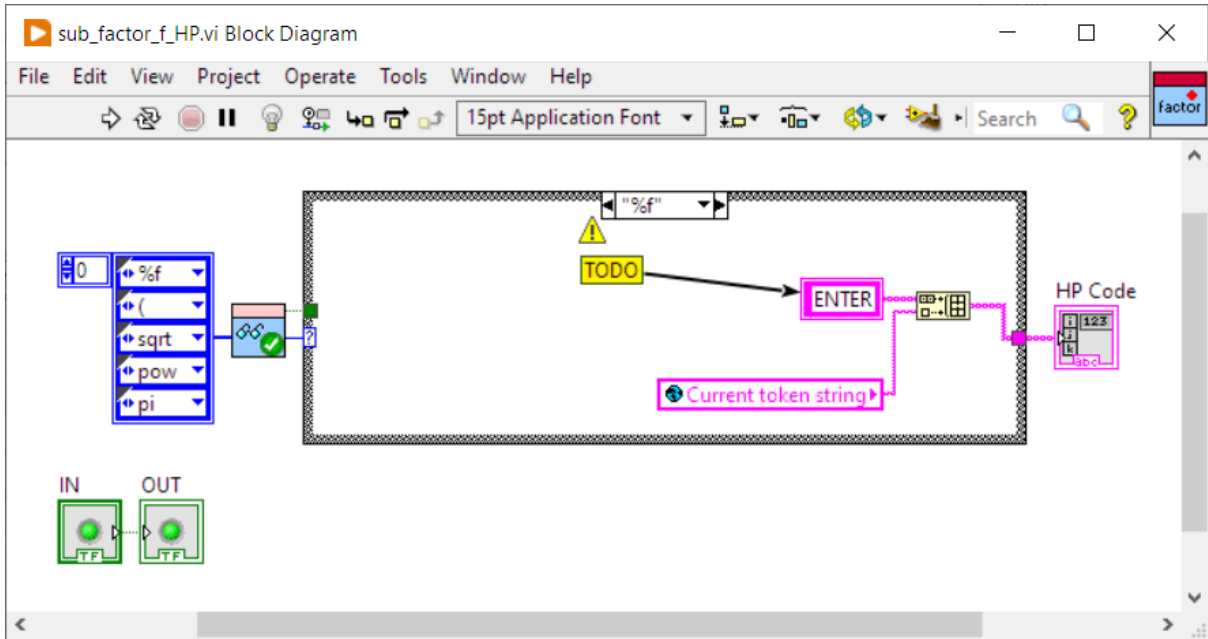 sub_factor_f_HP.vi Block Diagram
File Edit View Project Operate Tools Window Help
15pt Application Font
Search
factor
"%f"
0
%f
(
sqrt
pow
pi
?
TODO
ENTER
Current token string
HP Code
i 123
j
k
abc
IN OUT
TF TF